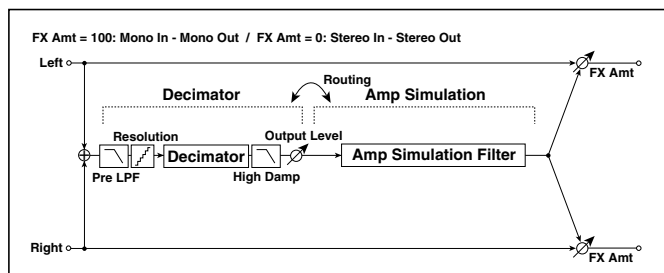 FX Amt = 100: Mono In - Mono Out / FX Amt = 0: Stereo In - Stereo Out
Left
FX Amt
Routing
Decimator
Amp Simulation
Resolution
Output Level
Decimator
Amp Simulation Filter
Pre LPF
High Damp
Right
FX Amt